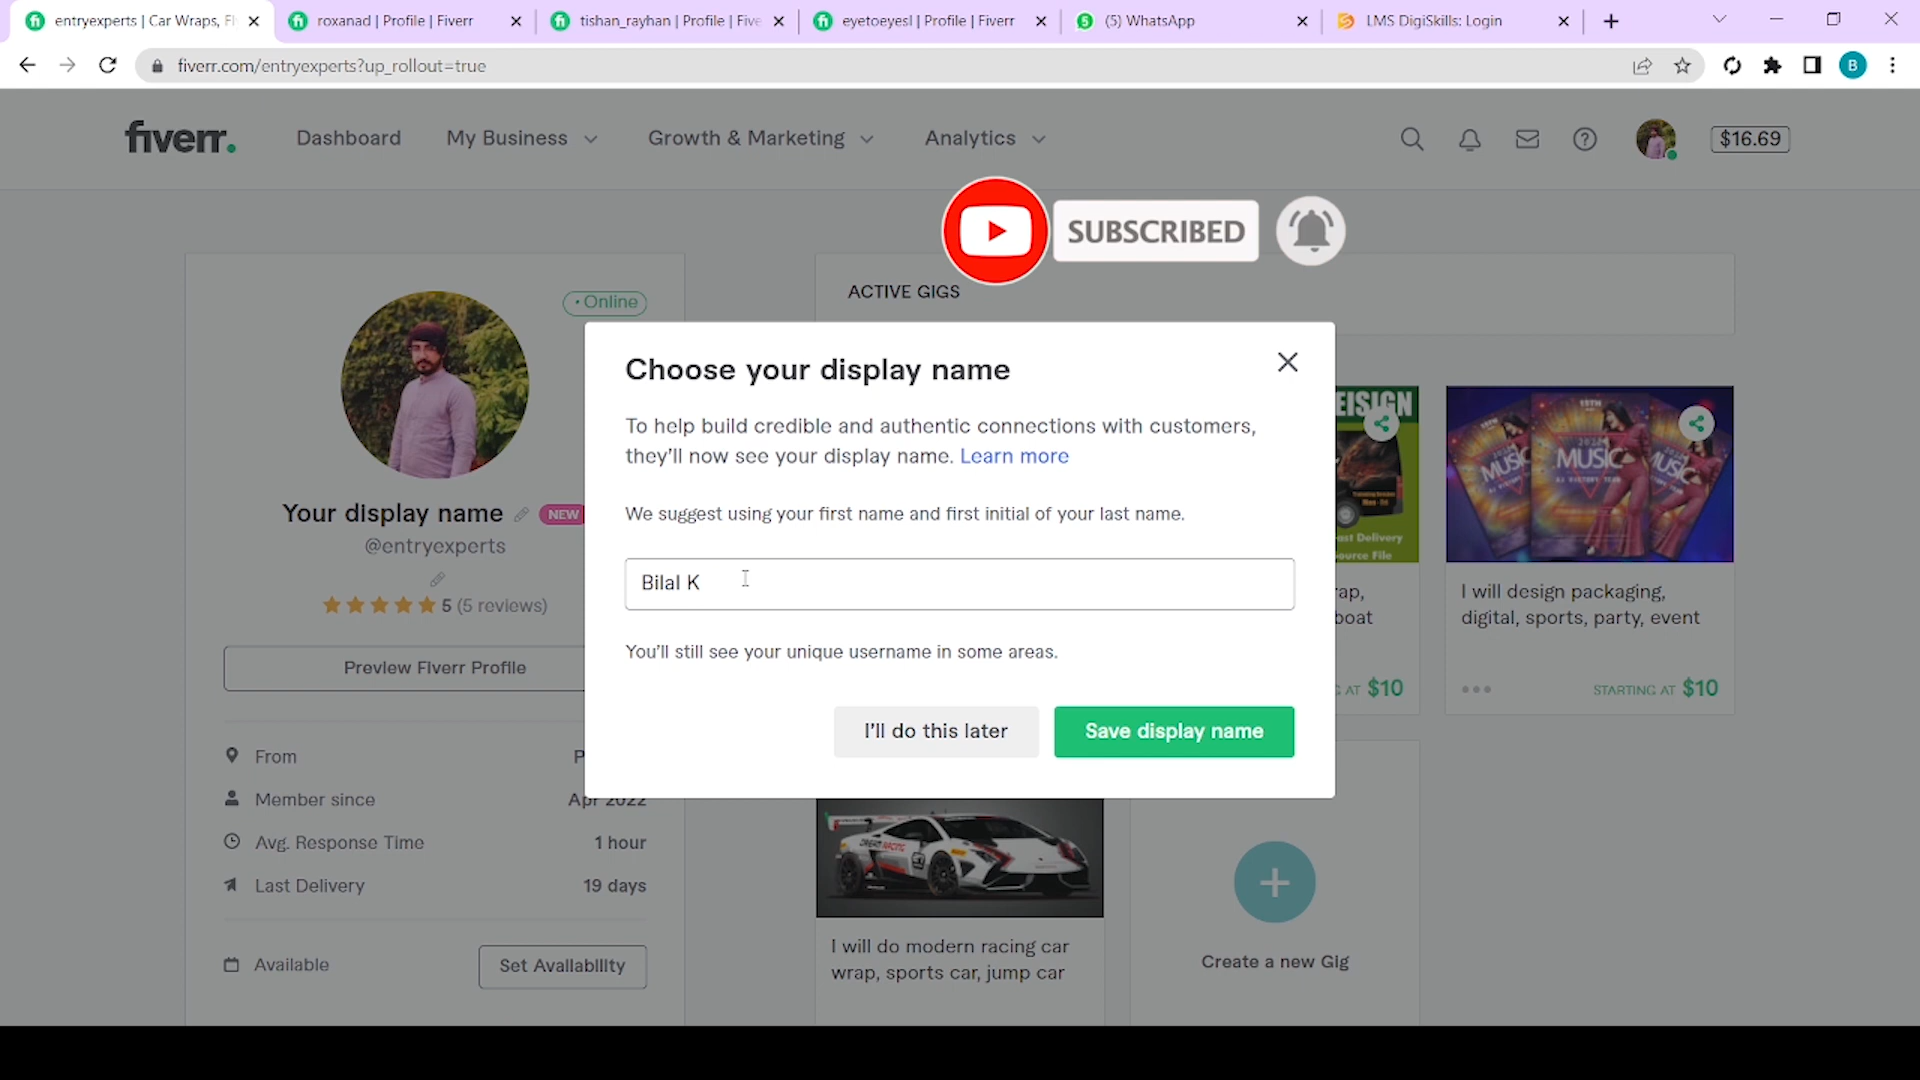 entryexperts | Car Wraps, Fl
roxanad | Profile | Fiverr
tishan_rayhan | Profile | Five
eyetoeyesl | Profile | Fiverr
(5) WhatsApp
LMS DigiSkills: Login
fiverr.com/entryexperts?up_rollout=true
B
fiverr.
Dashboard
My Business
Growth & Marketing
Analytics
$16.69
SUBSCRIBED
• Online
ACTIVE GIGS
Choose your display name
To help build credible and authentic connections with customers,
they'll now see your display name. Learn more
We suggest using your first name and first initial of your last name.
Bilal K
You'll still see your unique username in some areas.
I'll do this later
Save display name
Your display name
NEW
@entryexperts
5 (5 reviews)
Preview Fiverr Profile
From
Member since
Apr 2022
Avg. Response Time
1 hour
Last Delivery
19 days
Available
Set Availability
MUSIC
I will design packaging,
digital, sports, party, event
STARTING AT $10
AT $10
boat
I will do modern racing car
wrap, sports car, jump car
Create a new Gig